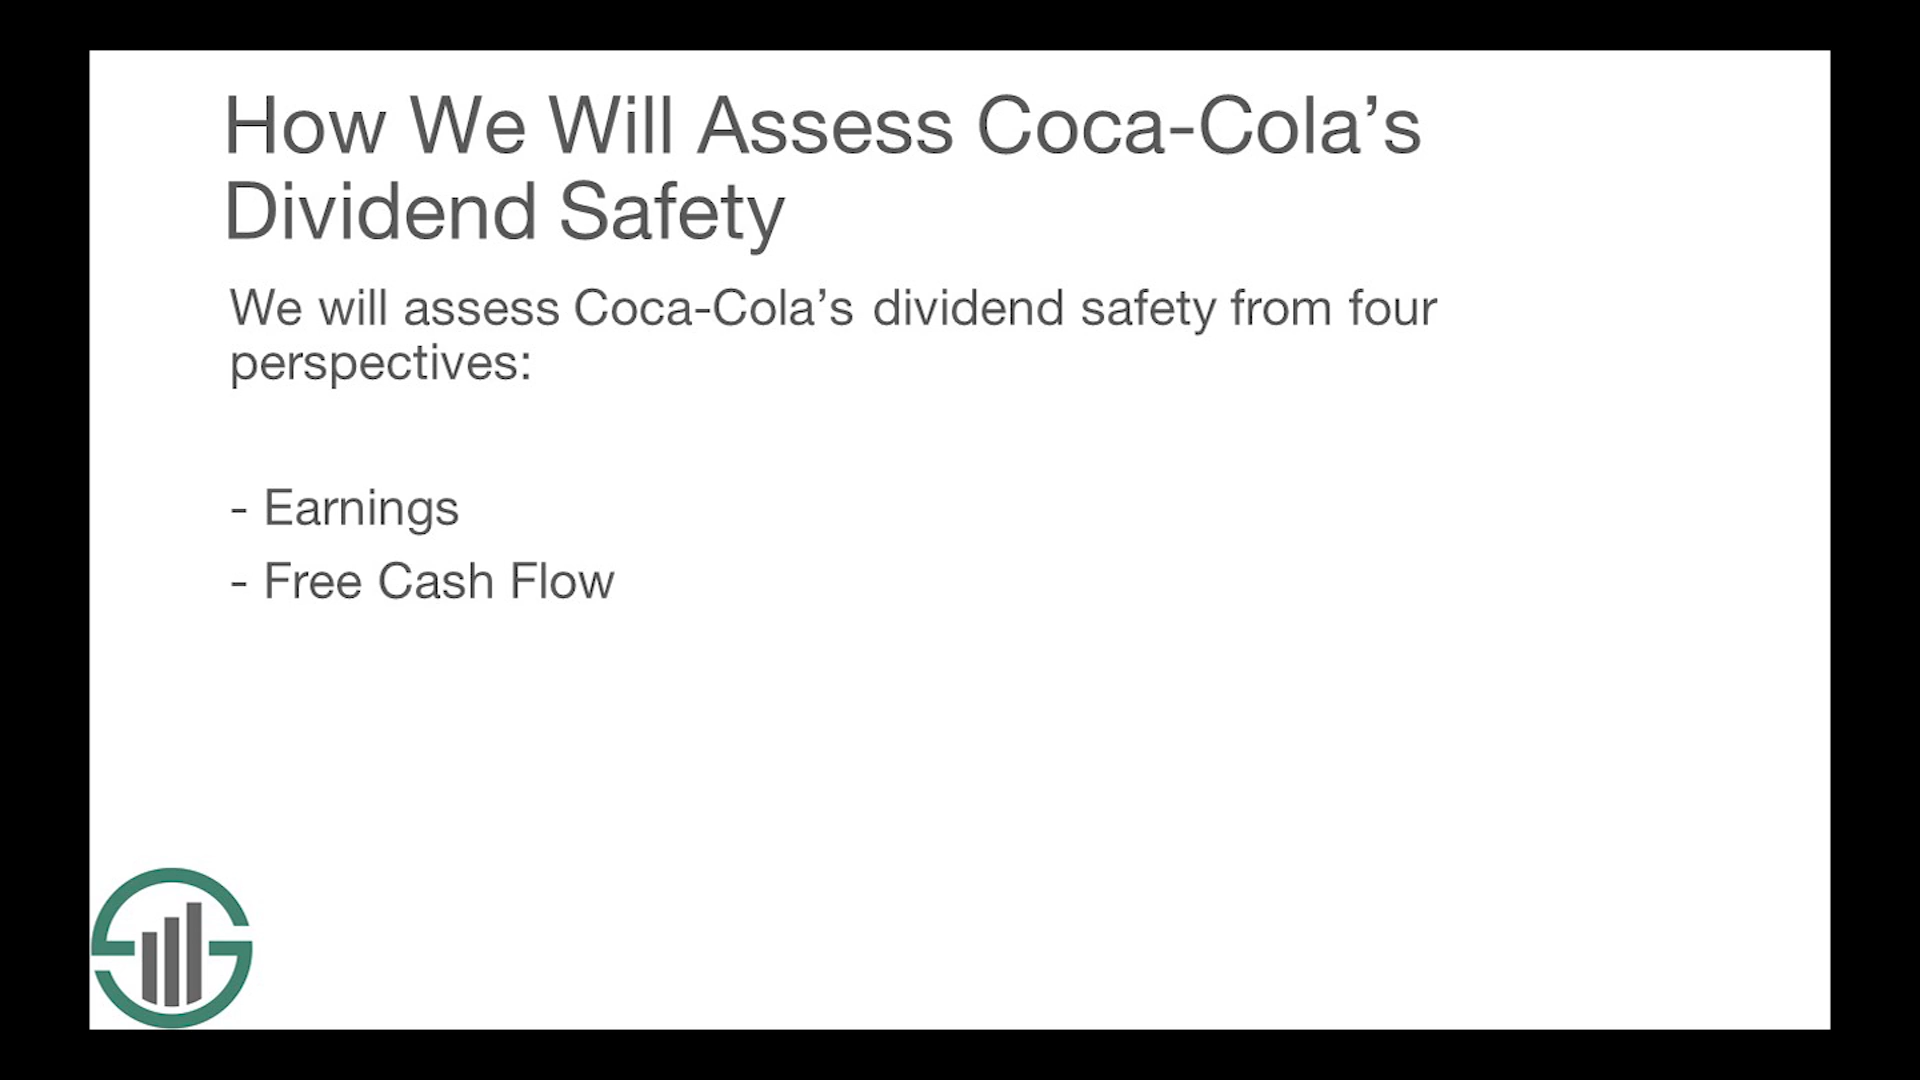 How We Will Assess Coca-Cola’s
Dividend Safety
We will assess Coca-Cola’s dividend safety from four
perspectives:
- Earnings
- Free Cash Flow